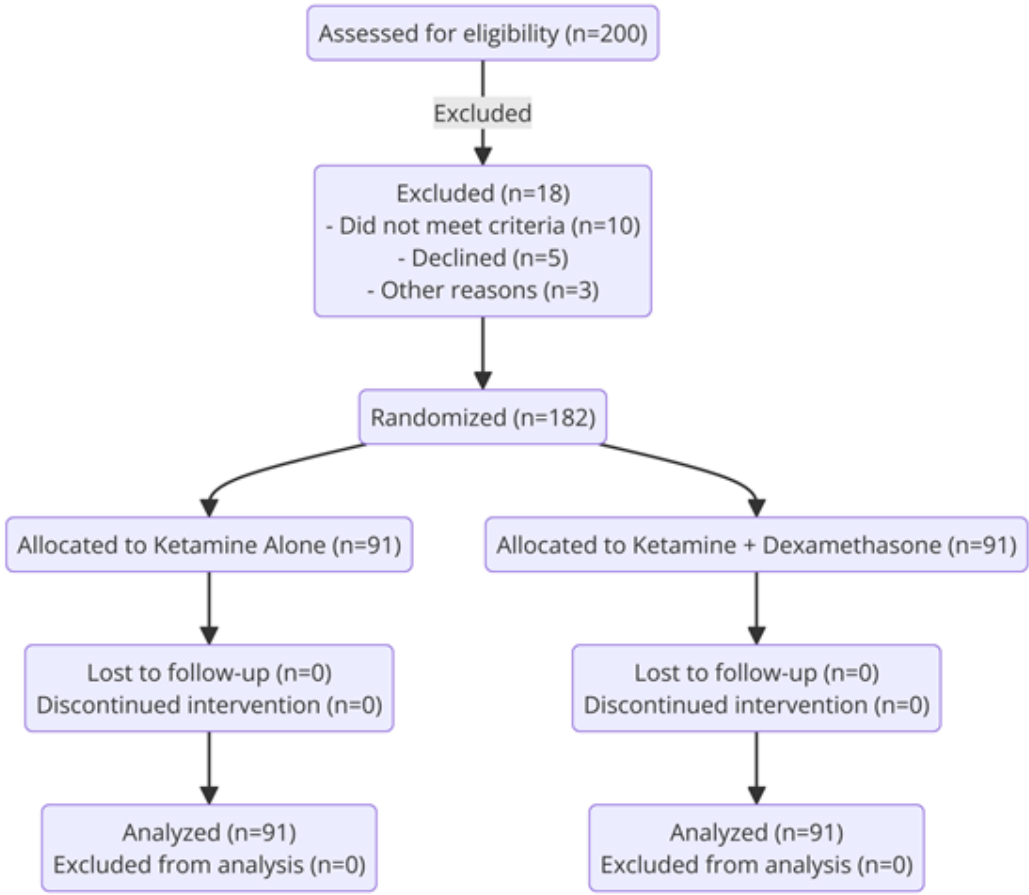 Assessed for eligibility (n=200)
Excluded
Excluded (n=18)
- Did not meet criteria (n=10)
- Declined (n=5)
- Other reasons (n=3)
Randomized (n=182)
Allocated to Ketamine Alone (n=91)
Allocated to Ketamine + Dexamethasone (n=91)
Lost to follow-up (n=0)
Discontinued intervention (n=0)
Lost to follow-up (n=0)
Discontinued intervention (n=0)
Analyzed (n=91)
Excluded from analysis (n=0)
Analyzed (n=91)
Excluded from analysis (n=0)